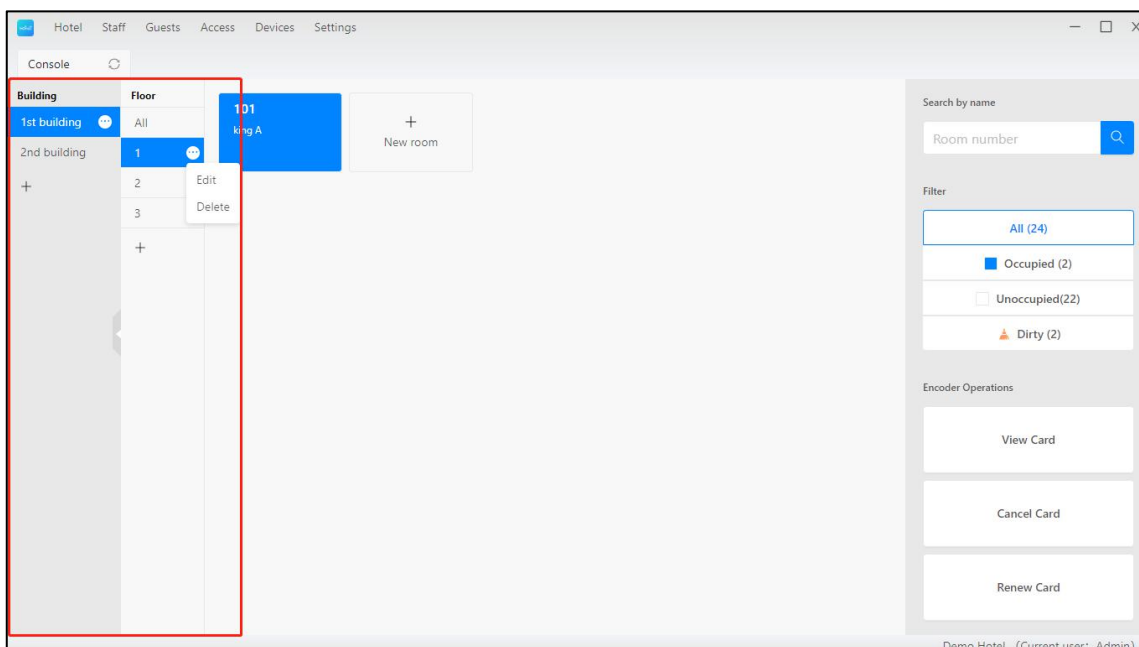 Hotel Staff Guests Access Devices Settings
Console
Building
1st building
2nd building
+
Floor
All
1
2
3
+
Edit
Delete
101
king A
+
New room
Search by name
Room number
Filter
All (24)
Occupied (2)
Unoccupied(22)
Dirty (2)
Encoder Operations
View Card
Cancel Card
Renew Card
Demo Hotel (Current user: Admin)